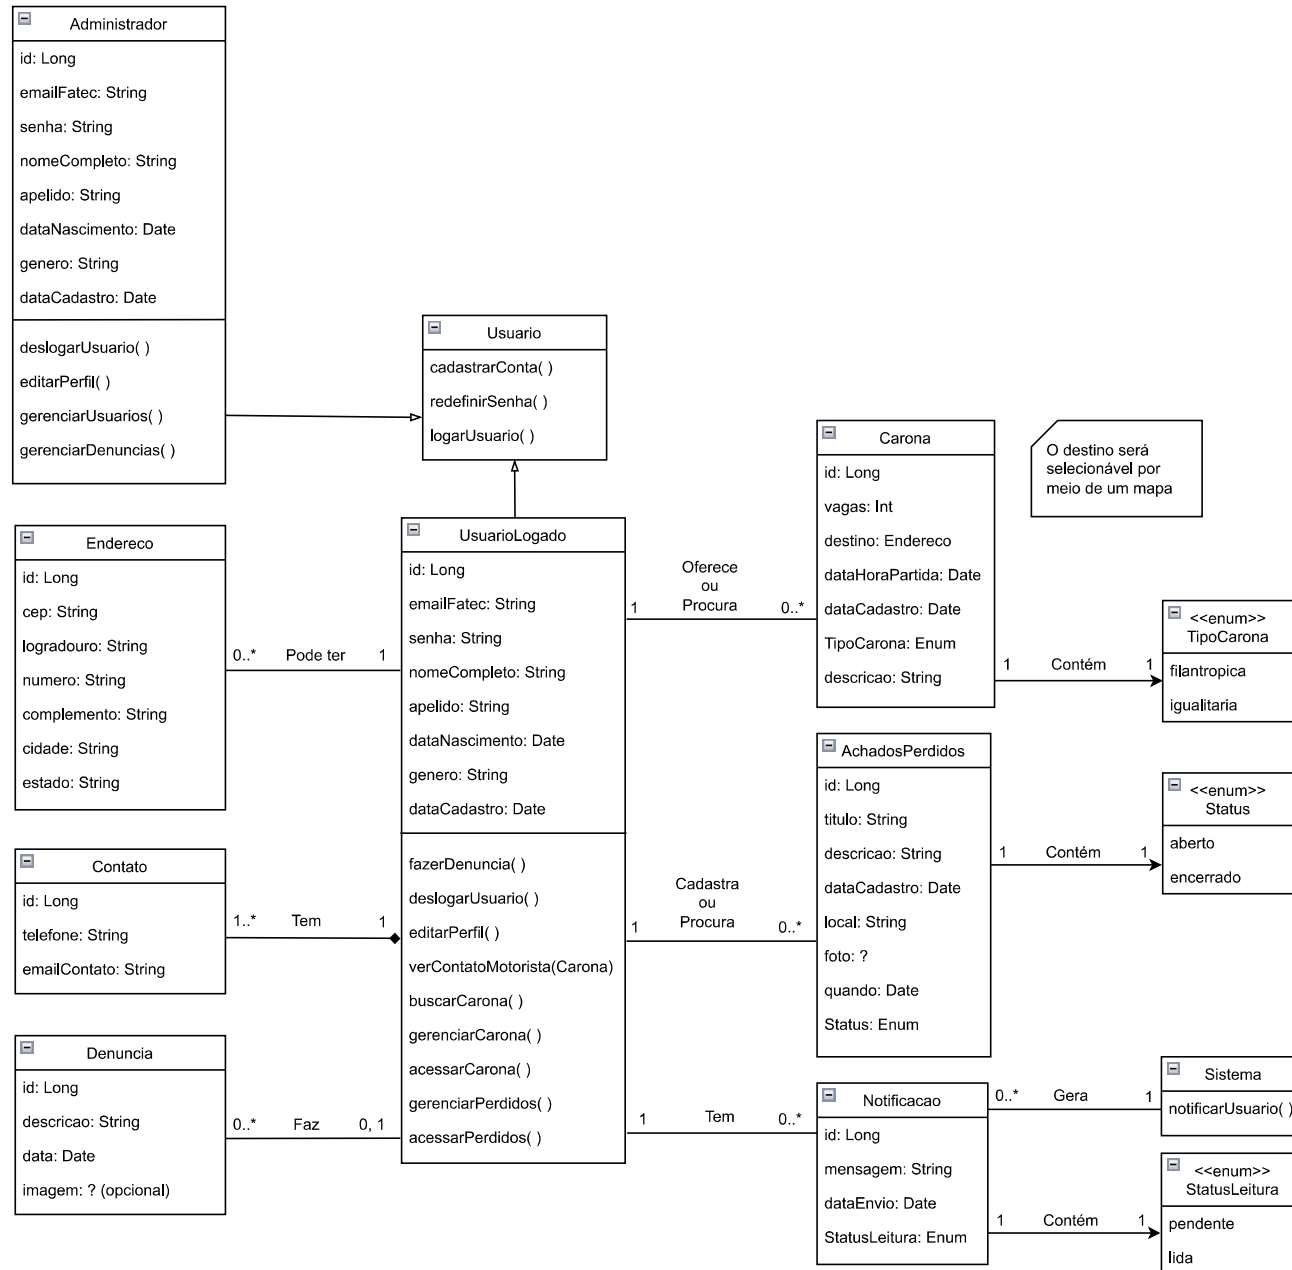 Administrador
id: Long
emailFatec: String
senha: String
nomeCompleto: String
apelido: String
dataNascimento: Date
genero: String
dataCadastro: Date
deslogarUsuario( )
editarPerfil( )
gerenciarUsuarios( )
gerenciarDenuncias( )
Usuario
cadastrarConta( )
redefinirSenha( )
logarUsuario( )
Endereco
id: Long
cep: String
logradouro: String
numero: String
complemento: String
cidade: String
estado: String
0..* Pode ter 1
Contato
id: Long
telefone: String
emailContato: String
1..* Tem 1
Denuncia
id: Long
descricao: String
data: Date
imagem: ? (opcional)
0..* Faz 0, 1
UsuarioLogado
id: Long
emailFatec: String
senha: String
nomeCompleto: String
apelido: String
dataNascimento: Date
genero: String
dataCadastro: Date
fazerDenuncia( )
deslogarUsuario( )
editarPerfil( )
verContatoMotorista(Carona)
buscarCarona( )
gerenciarCarona( )
acessarCarona( )
gerenciarPerdidos( )
acessarPerdidos( )
Oferece
ou
1 Procura 0..*
Carona
id: Long
vagas: Int
destino: Endereco
dataHoraPartida: Date
dataCadastro: Date
TipoCarona: Enum
descricao: String
O destino será
selecionável por
meio de um mapa
1 Contém 1
<<enum>>
TipoCarona
filantropica
igualitaria
Cadastra
ou
1 Procura 0..*
AchadosPerdidos
id: Long
titulo: String
descricao: String
dataCadastro: Date
local: String
foto: ?
quando: Date
Status: Enum
1 Contém 1
<<enum>>
Status
aberto
encerrado
1 Tem 0..*
Notificacao
id: Long
mensagem: String
dataEnvio: Date
StatusLeitura: Enum
0..* Gera 1
Sistema
notificarUsuario( )
1 Contém 1
<<enum>>
StatusLeitura
pendente
lida